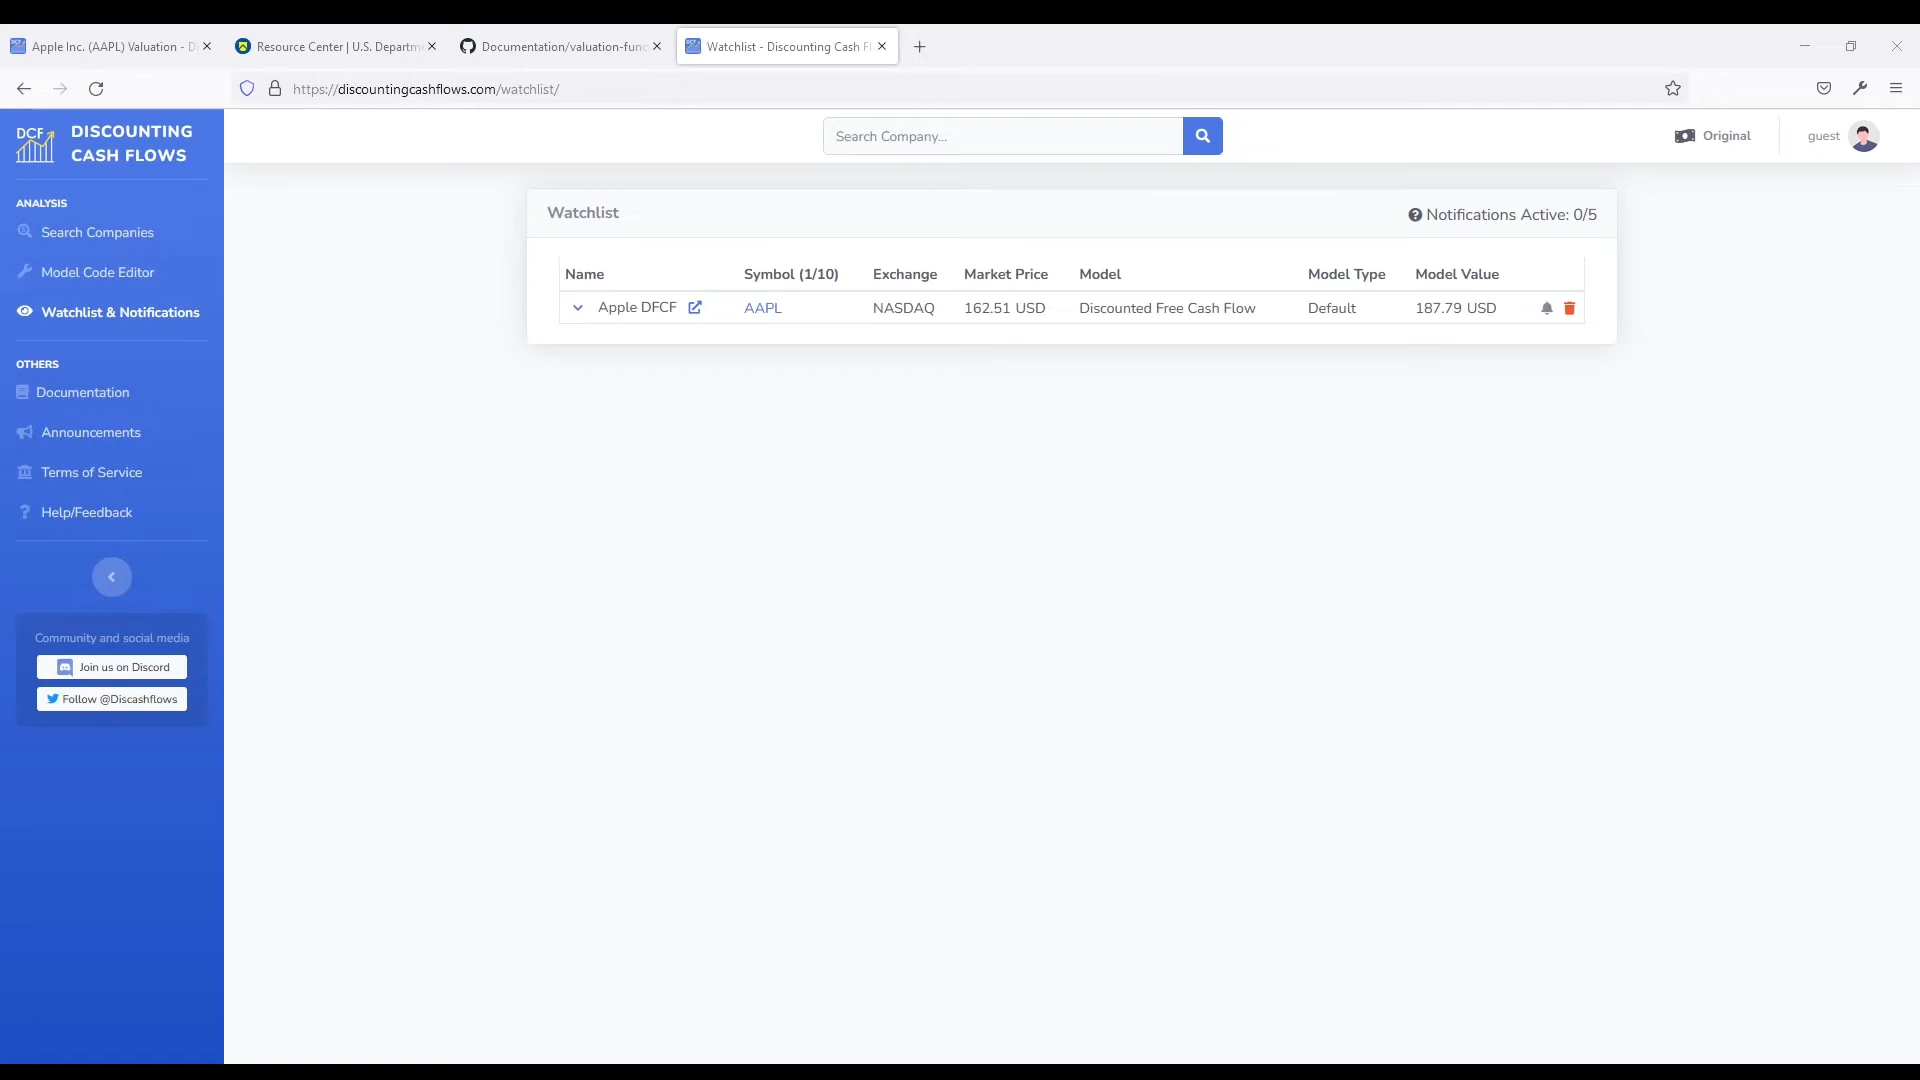 Apple Inc. (AAPL) Valuation - D
Resource Center | U.S. Departm
Documentation/valuation-func
Watchlist - Discounting Cash F
https://discountingcashflows.com/watchlist/
DCF
DISCOUNTING
CASH FLOWS
Search Company...
Original
guest
ANALYSIS
Search Companies
Model Code Editor
Watchlist & Notifications
OTHERS
Documentation
Announcements
Terms of Service
Help/Feedback
Community and social media
Join us on Discord
Follow @Discashflows
Watchlist
Notifications Active: 0/5
Name Symbol (1/10) Exchange Market Price Model Model Type Model Value
Apple DFCF AAPL NASDAQ 162.51 USD Discounted Free Cash Flow Default 187.79 USD